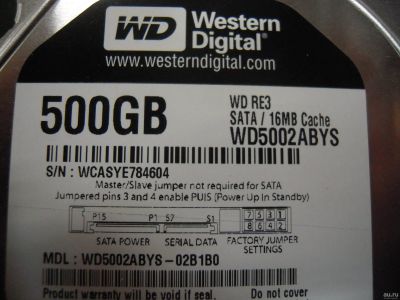 WD Western Digital
www.westerndigital.com
500GB
WD RE3
SATA / 16MB Cache
WD5002ABYS
S/N : WCASYE784604
Master/Slave jumper not required for SATA
Jumpered pins 3 and 4 enable PUIS (Power Up In Standby)
P15 P1 S7 S1 7 5 3 1
8 6 4 2
SATA POWER SERIAL DATA FACTORY JUMPER
SETTINGS
MDL : WD5002ABYS-02B1B0
Product warranty will be void if
not cover
au.ru